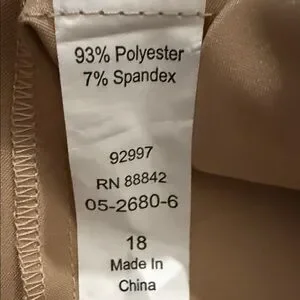 93% Polyester
7% Spandex
92997
RN 88842
05-2680-6
18
Made In
China